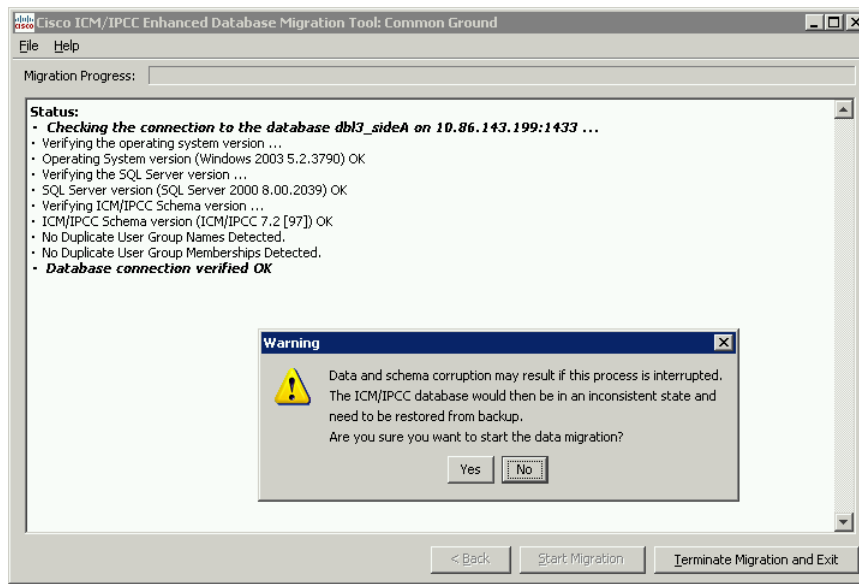 Cisco ICM/IPCC Enhanced Database Migration Tool: Common Ground
File Help
Migration Progress:
Status:
· Checking the connection to the database dbl3_sideA on 10.86.143.199:1433 ...
· Verifying the operating system version ...
· Operating System version (Windows 2003 5.2.3790) OK
· Verifying the SQL Server version ...
· SQL Server version (SQL Server 2000 8.00.2039) OK
· Verifying ICM/IPCC Schema version ...
· ICM/IPCC Schema version (ICM/IPCC 7.2 [97]) OK
· No Duplicate User Group Names Detected.
· No Duplicate User Group Memberships Detected.
· Database connection verified OK
Warning
Data and schema corruption may result if this process is interrupted.
The ICM/IPCC database would then be in an inconsistent state and
need to be restored from backup.
Are you sure you want to start the data migration?
Yes No
< Back Start Migration Terminate Migration and Exit